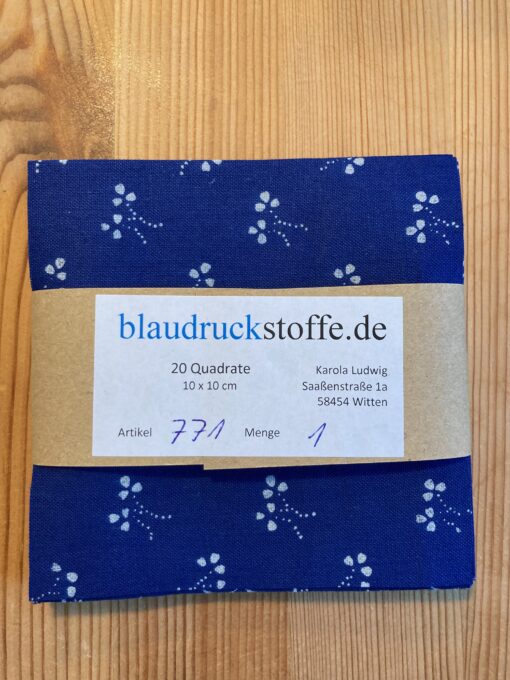 blaudruckstoffe.de
20 Quadrate
10 x 10 cm
Karola Ludwig
Saaßenstraße 1a
58454 Witten
Artikel 771 Menge 1